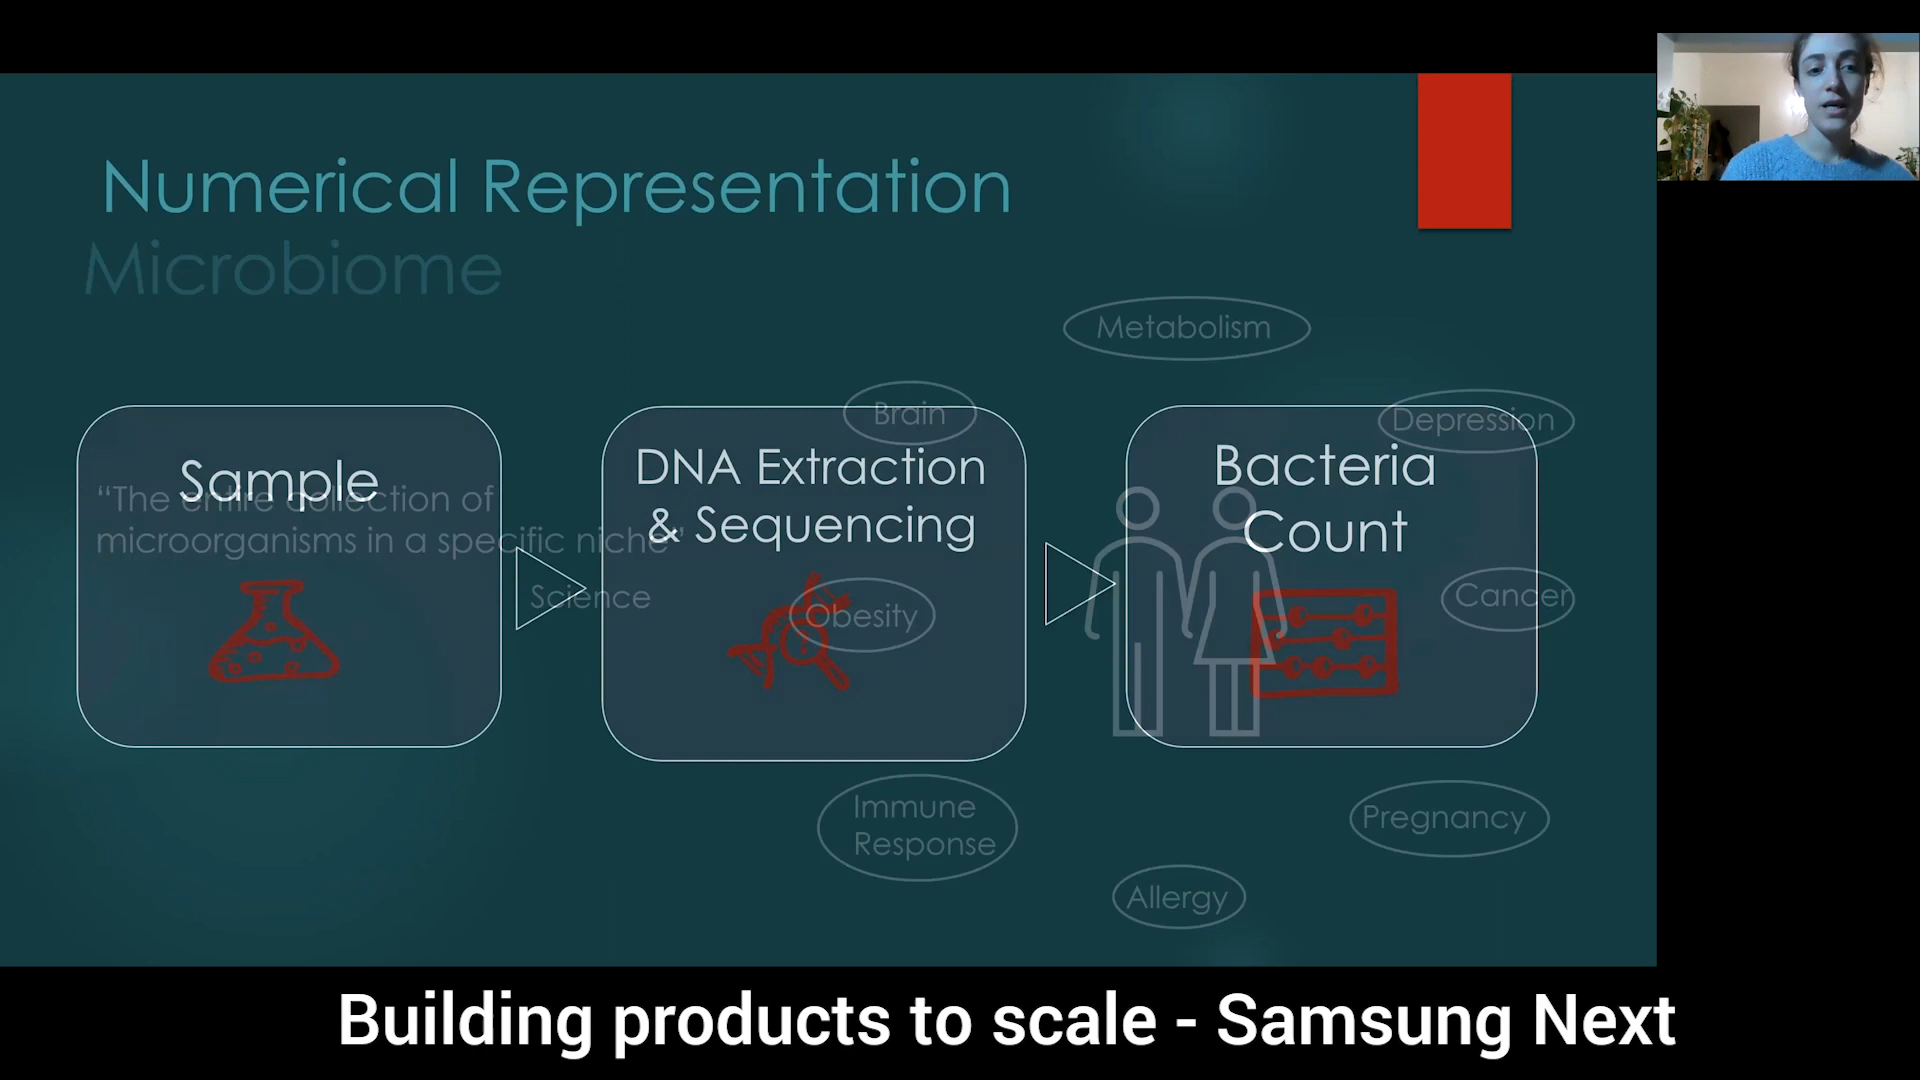 Numerical Representation
Microbiome
Metabolism
Brain
Depression
Sample
DNA Extraction
& Sequencing
Bacteria
Count
“The entire collection of
microorganisms in a specific niche”
Science
Obesity
Cancer
Immune
Response
Pregnancy
Allergy
Building products to scale - Samsung Next